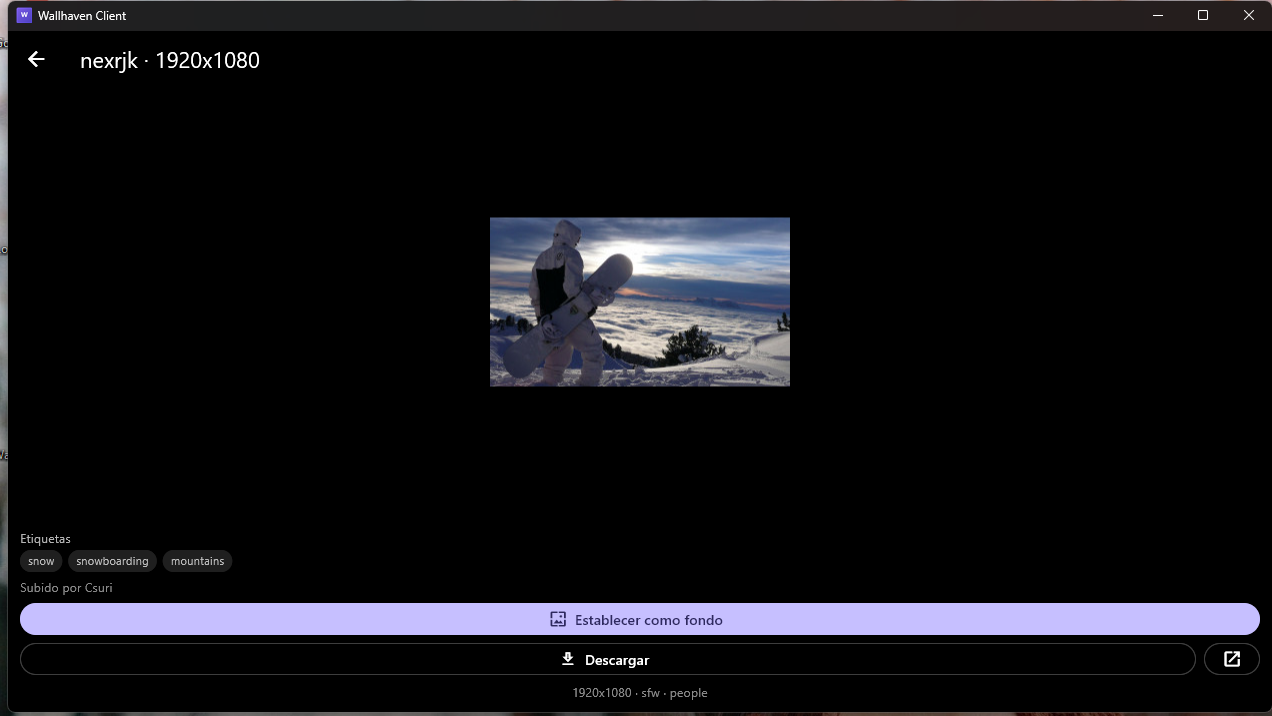 Wallhaven Client
nexrjk · 1920x1080
Etiquetas
snow snowboarding mountains
Subido por Csuri
Establecer como fondo
Descargar
1920x1080 · sfw · people